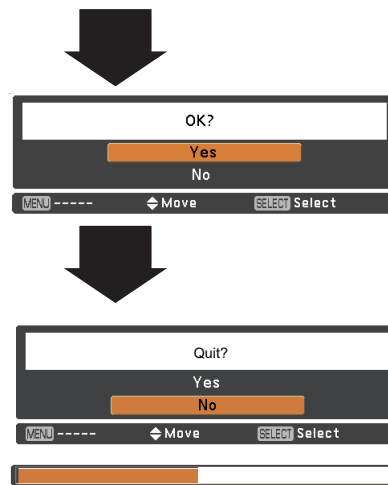 OK?
Yes
No
MENU ----- Move SELECT Select
Quit?
Yes
No
MENU ----- Move SELECT Select